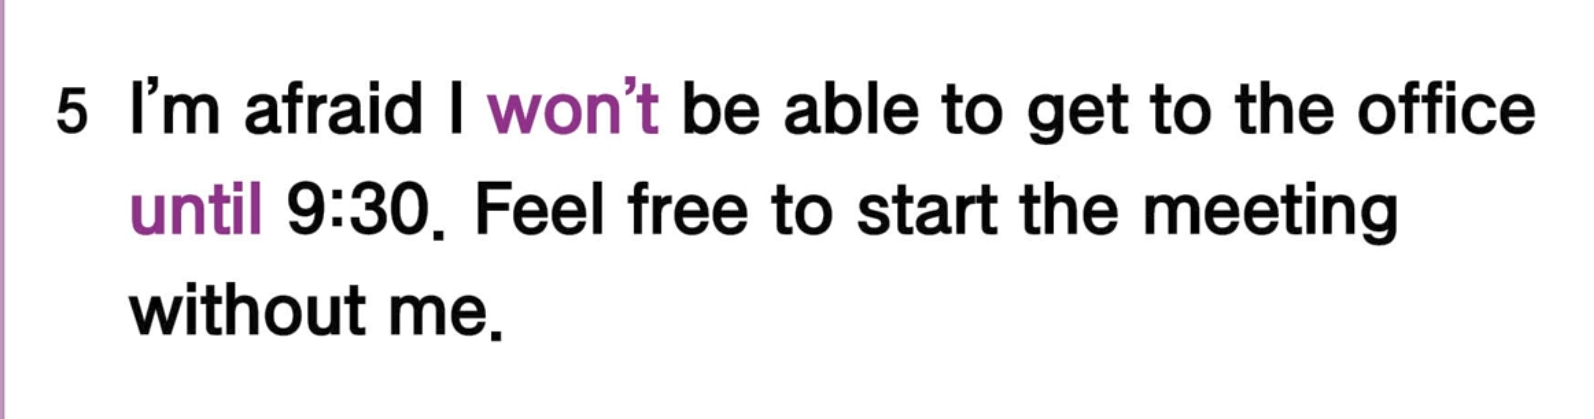 5 I’m afraid I won’t be able to get to the office
until 9:30. Feel free to start the meeting
without me.